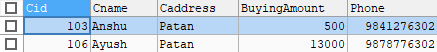 Cid Cname Caddress BuyingAmount Phone
103 Anshu Patan 500 9841276302
106 Ayush Patan 13000 9878776302